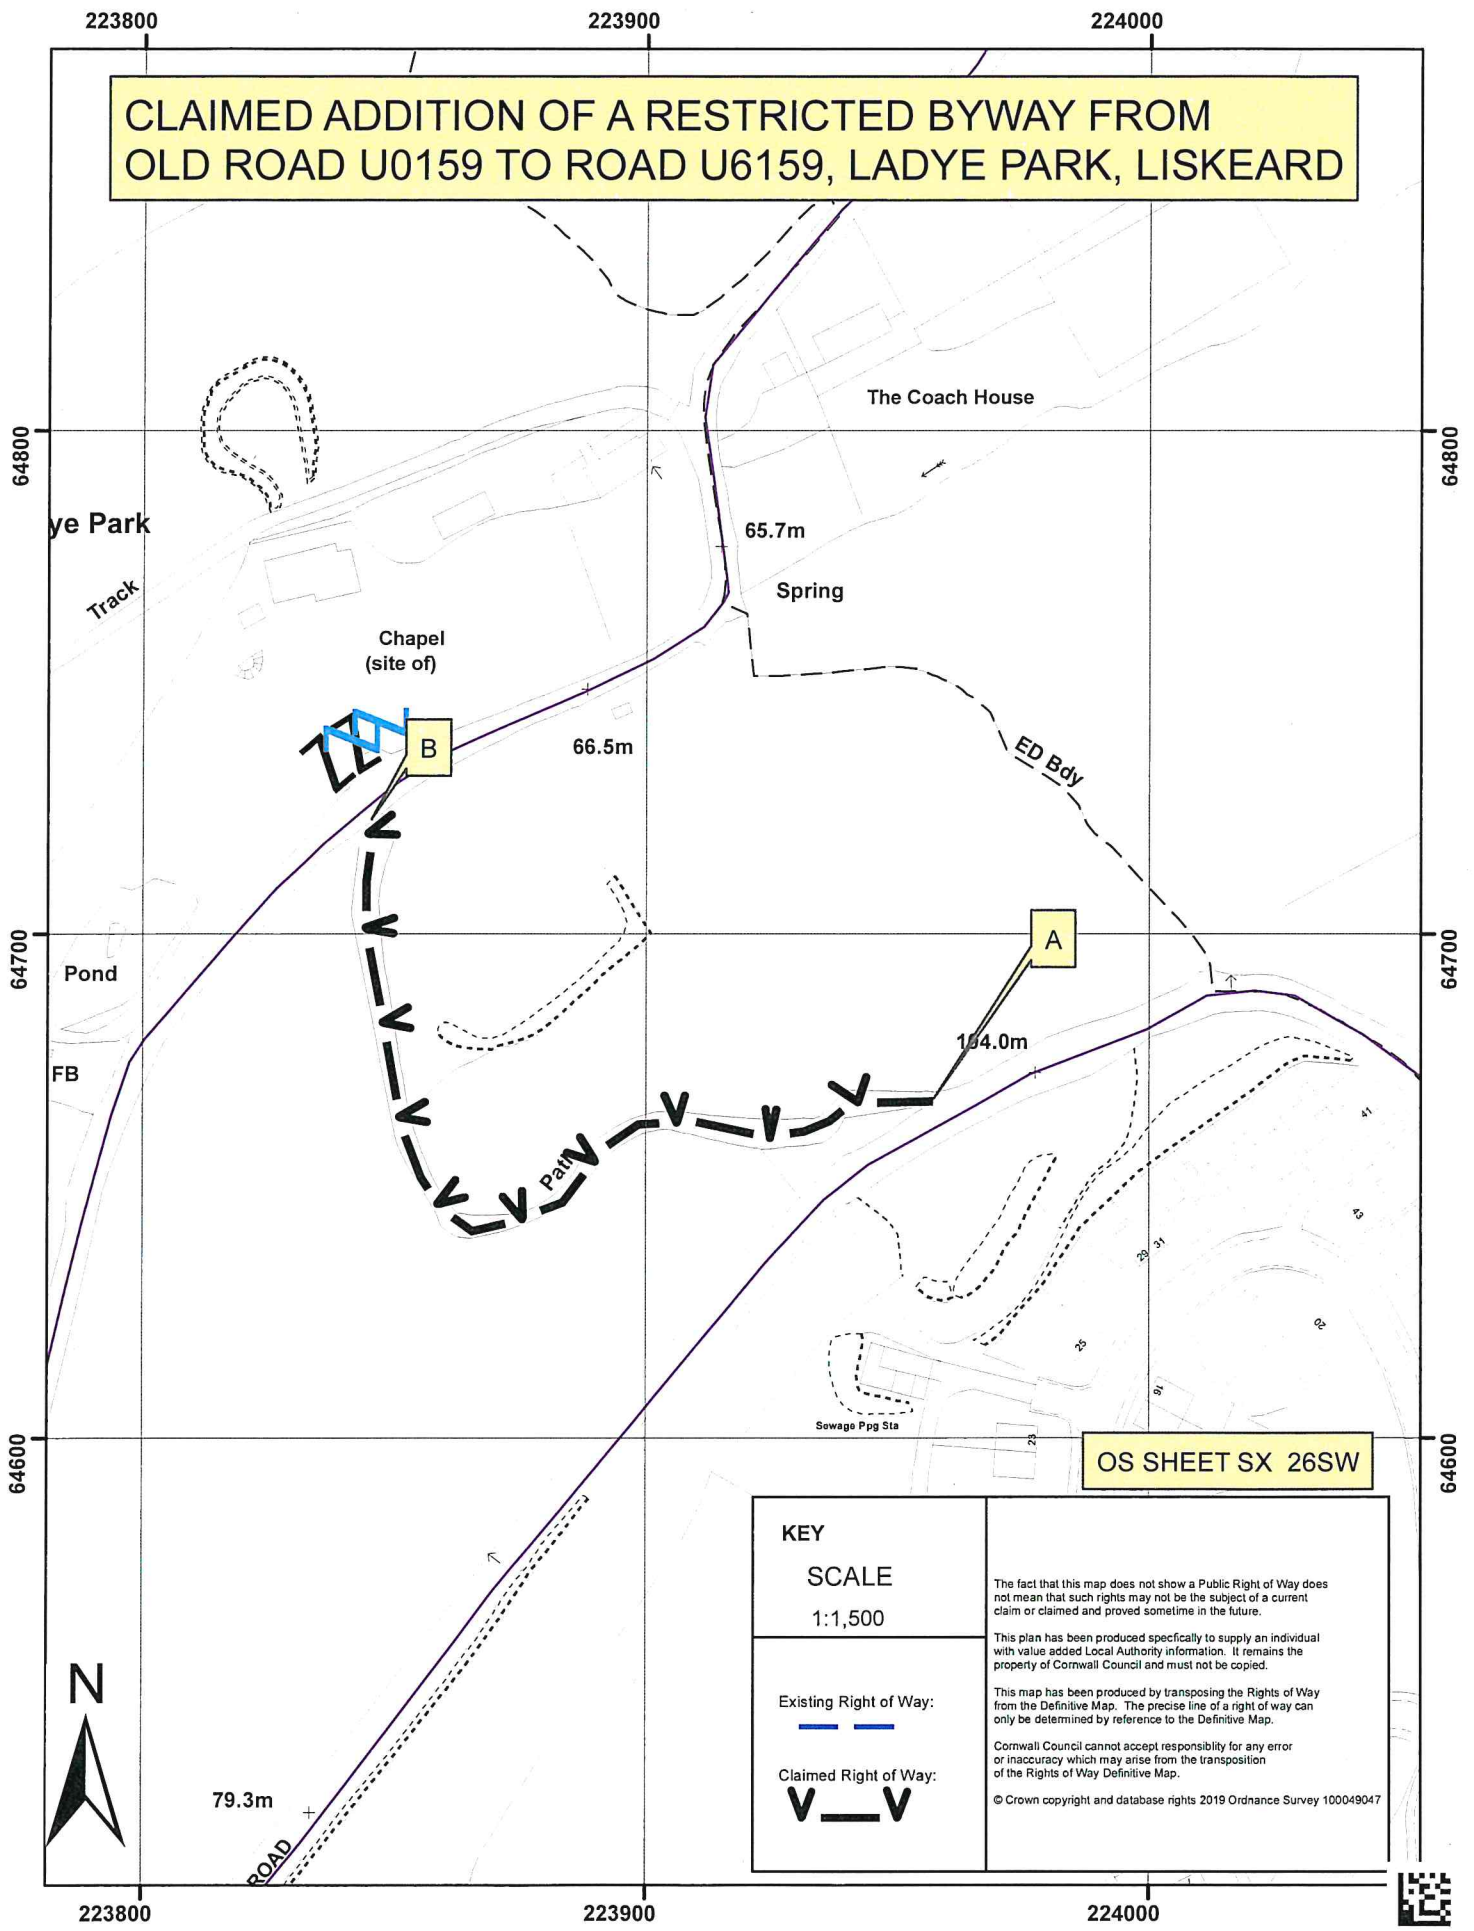 223800
223900
224000
CLAIMED ADDITION OF A RESTRICTED BYWAY FROM
OLD ROAD U0159 TO ROAD U6159, LADYE PARK, LISKEARD
The Coach House
64800
64800
ye Park
65.7m
Track
Spring
Chapel
(site of)
B
66.5m
ED Bdy
A
64700
64700
Pond
104.0m
FB
41
Path
43
29
31
20
25
16
Sewage Ppg Sta
23
64600
64600
OS SHEET SX 26SW
KEY
SCALE
1:1,500
Existing Right of Way:
Claimed Right of Way:
The fact that this map does not show a Public Right of Way does
not mean that such rights may not be the subject of a current
claim or claimed and proved sometime in the future.
This plan has been produced specfically to supply an individual
with value added Local Authority information. It remains the
property of Cornwall Council and must not be copied.
This map has been produced by transposing the Rights of Way
from the Definitive Map. The precise line of a right of way can
only be determined by reference to the Definitive Map.
Cornwall Council cannot accept responsiblity for any error
or inaccuracy which may arise from the transposition
of the Rights of Way Definitive Map.
© Crown copyright and database rights 2019 Ordnance Survey 100049047
N
79.3m
ROAD
223800
223900
224000